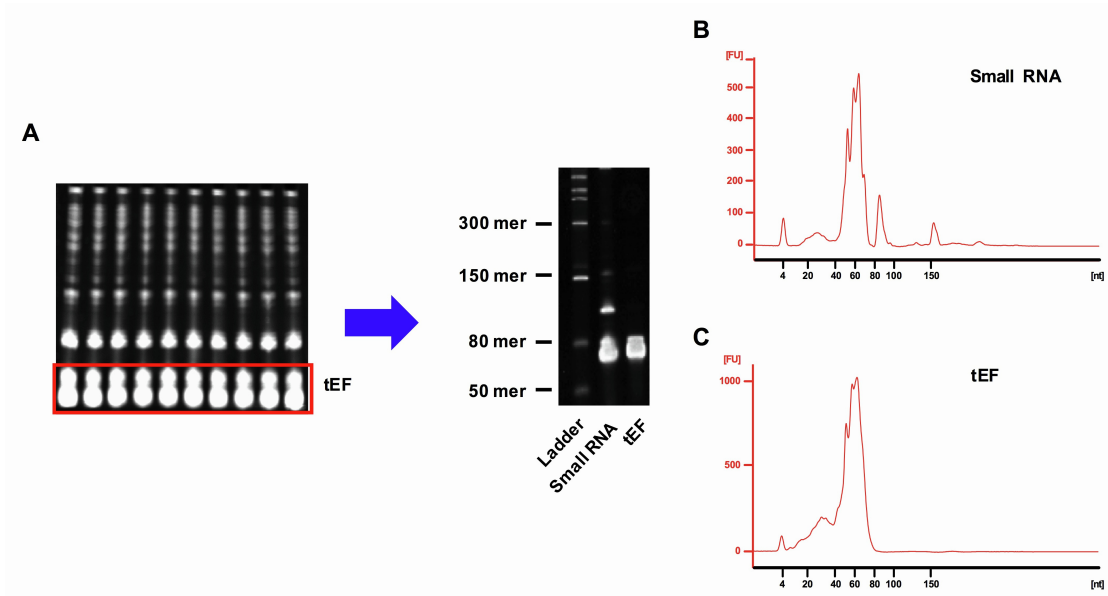 A
tEF
300 mer
150 mer
80 mer
50 mer
Ladder
Small RNA
tEF
B
[FU]
Small RNA
500
400
300
200
100
0
4 20 40 60 80 100 150 [nt]
C
[FU]
tEF
1000
500
0
4 20 40 60 80 100 150 [nt]